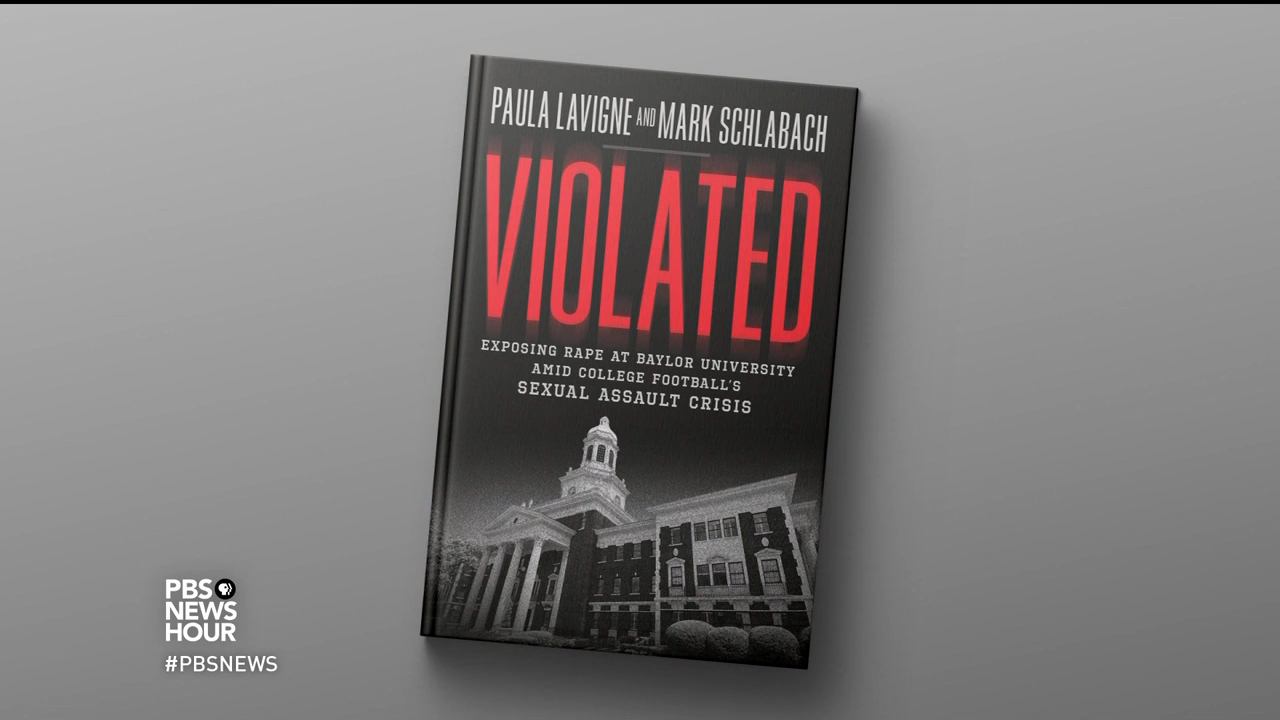 PAULA LAVIGNE AND MARK SCHLABACH
VIOLATED
EXPOSING RAPE AT BAYLOR UNIVERSITY
AMID COLLEGE FOOTBALL'S
SEXUAL ASSAULT CRISIS
PBS
NEWS
HOUR
#PBSNEWS